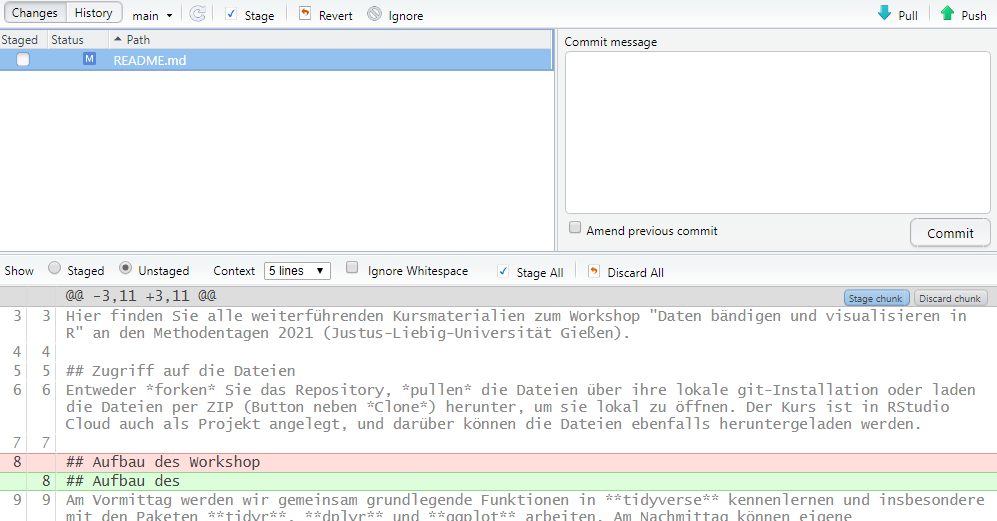 Changes History main Stage Revert Ignore Pull Push
Staged Status Path
M README.md
Commit message
Amend previous commit
Commit
Show Staged Unstaged Context 5 lines Ignore Whitespace Stage All Discard All
@@ -3,11 +3,11 @@ Stage chunk Discard chunk
3 3 Hier finden Sie alle weiterführenden Kursmaterialien zum Workshop "Daten bändigen und visualisieren in
R" an den Methodentagen 2021 (Justus-Liebig-Universität Gießen).
4 4
5 5 ## Zugriff auf die Dateien
6 6 Entweder *forken* Sie das Repository, *pullen* die Dateien über ihre lokale git-Installation oder laden
die Dateien per ZIP (Button neben *Clone*) herunter, um sie lokal zu öffnen. Der Kurs ist in RStudio
Cloud auch als Projekt angelegt, und darüber können die Dateien ebenfalls heruntergeladen werden.
7 7
8 ## Aufbau des Workshop
8 ## Aufbau des
9 9 Am Vormittag werden wir gemeinsam grundlegende Funktionen in **tidyverse** kennenlernen und insbesondere
mit den Paketen **tidyr**, **dplyr** und **ggplot** arbeiten. Am Nachmittag können eigene